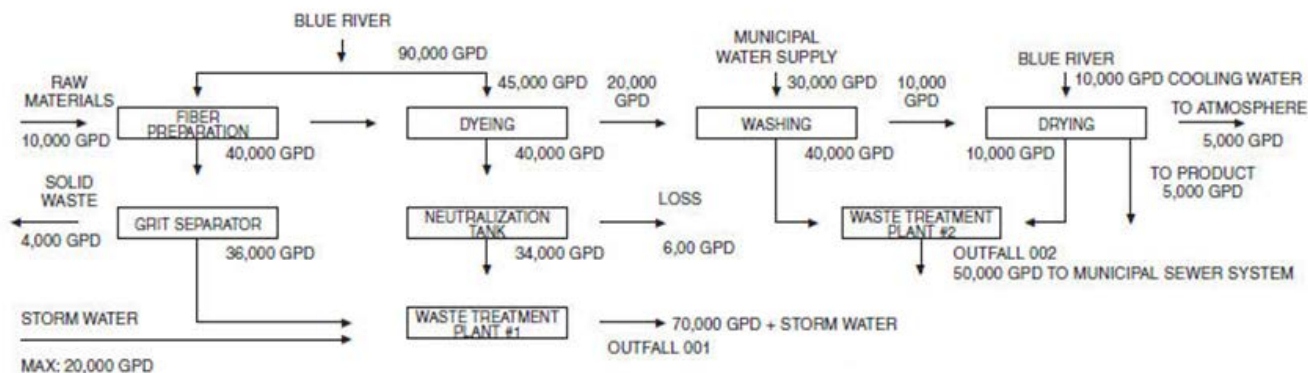 BLUE RIVER
90,000 GPD
MUNICIPAL
WATER SUPPLY
30,000 GPD
BLUE RIVER
10,000 GPD COOLING WATER
RAW
MATERIALS
10,000 GPD
FIBER
PREPARATION
40,000 GPD
45,000 GPD
DYEING
40,000 GPD
20,000
GPD
WASHING
40,000 GPD
10,000
GPD
DRYING
10,000 GPD
TO ATMOSPHERE
5,000 GPD
TO PRODUCT
5,000 GPD
SOLID
WASTE
4,000 GPD
GRIT SEPARATOR
36,000 GPD
NEUTRALIZATION
TANK
34,000 GPD
LOSS
6,00 GPD
WASTE TREATMENT
PLANT #2
OUTFALL 002
50,000 GPD TO MUNICIPAL SEWER SYSTEM
STORM WATER
MAX: 20,000 GPD
WASTE TREATMENT
PLANT #1
70,000 GPD + STORM WATER
OUTFALL 001